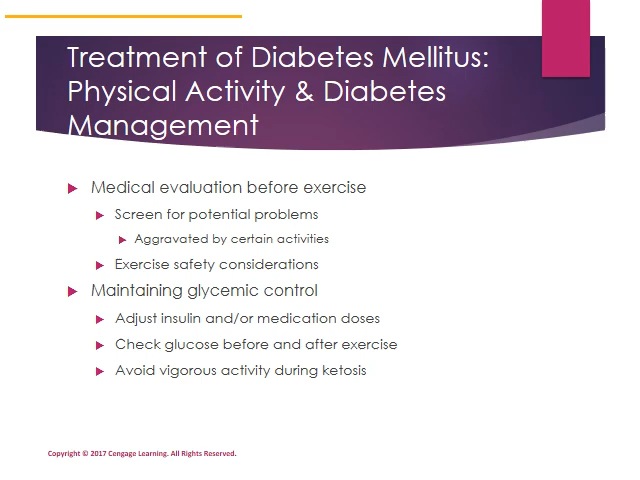 Treatment of Diabetes Mellitus:
Physical Activity & Diabetes
Management
Medical evaluation before exercise
Screen for potential problems
Aggravated by certain activities
Exercise safety considerations
Maintaining glycemic control
Adjust insulin and/or medication doses
Check glucose before and after exercise
Avoid vigorous activity during ketosis
Copyright © 2017 Cengage Learning. All Rights Reserved.